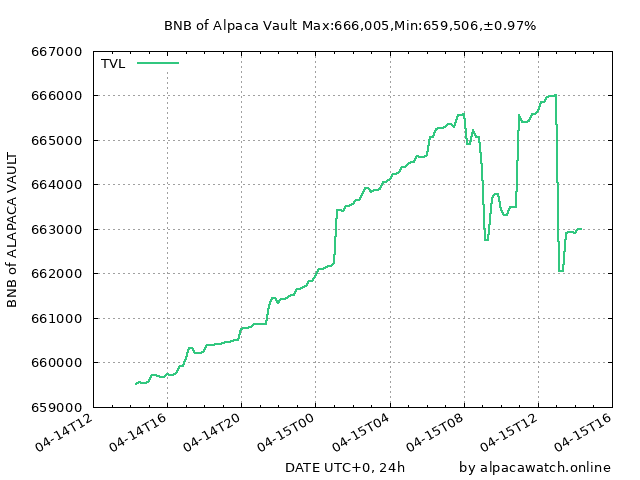 BNB of Alpaca Vault Max:666,005,Min:659,506,±0.97%
667000
TVL
666000
665000
664000
663000
662000
661000
660000
659000
BNB of ALAPACA VAULT
04-14T12
04-14T16
04-14T20
04-15T00
04-15T04
04-15T08
04-15T12
04-15T16
DATE UTC+0, 24h
by alpacawatch.online